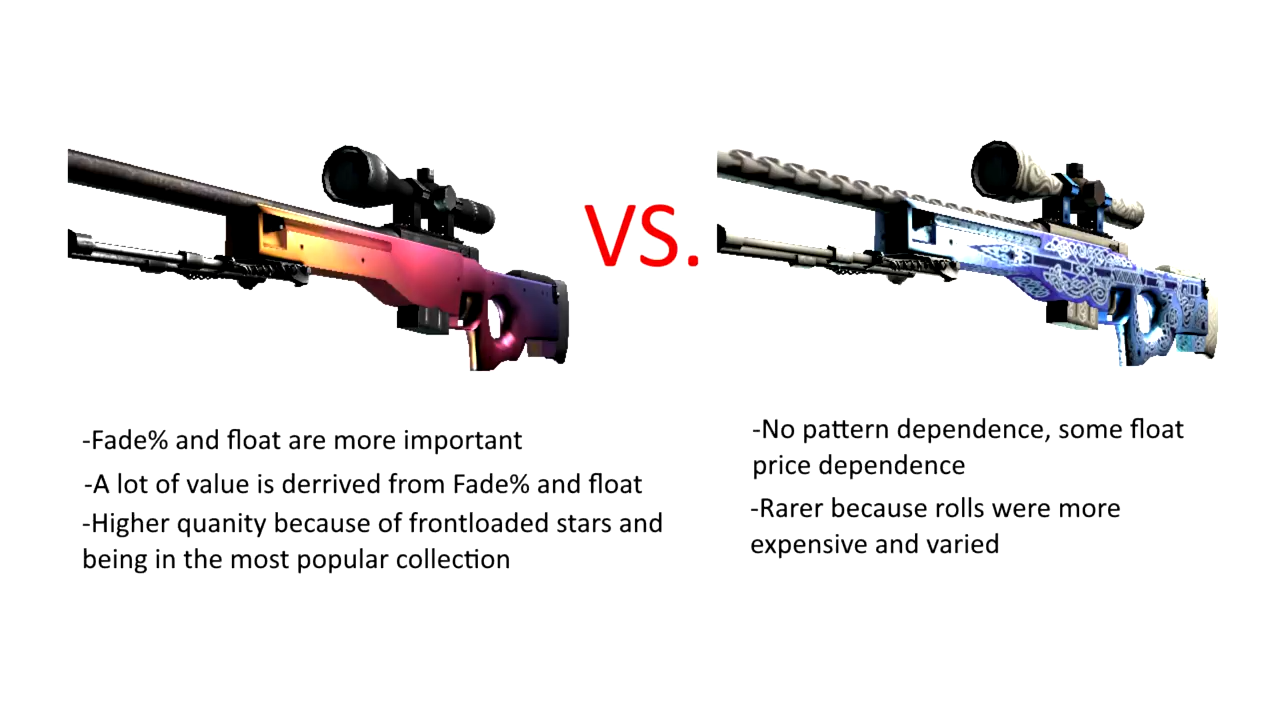 VS.
-Fade% and float are more important
-A lot of value is derrived from Fade% and float
-Higher quanity because of frontloaded stars and
being in the most popular collection
-No pattern dependence, some float
price dependence
-Rarer because rolls were more
expensive and varied